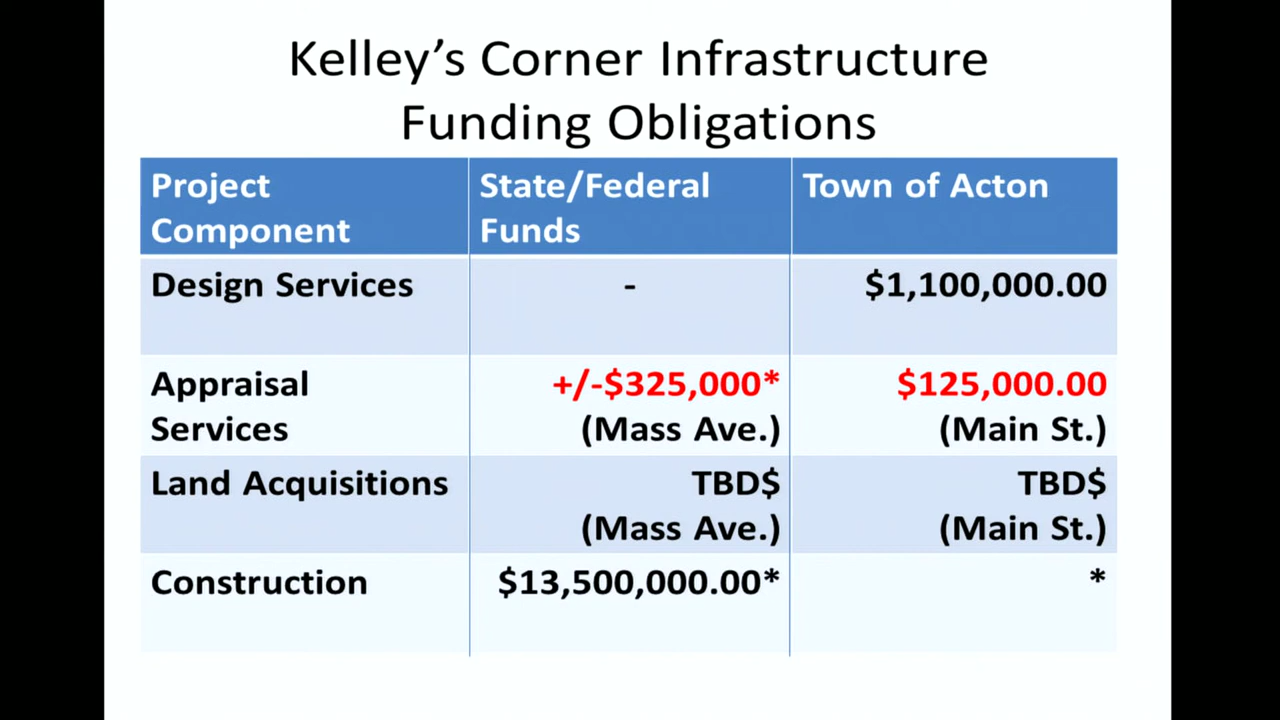 Kelley’s Corner Infrastructure
Funding Obligations
Project Component
State/Federal Funds
Town of Acton
Design Services
-
$1,100,000.00
Appraisal Services
+/-$325,000*
(Mass Ave.)
$125,000.00
(Main St.)
Land Acquisitions
TBD$
(Mass Ave.)
TBD$
(Main St.)
Construction
$13,500,000.00*
*